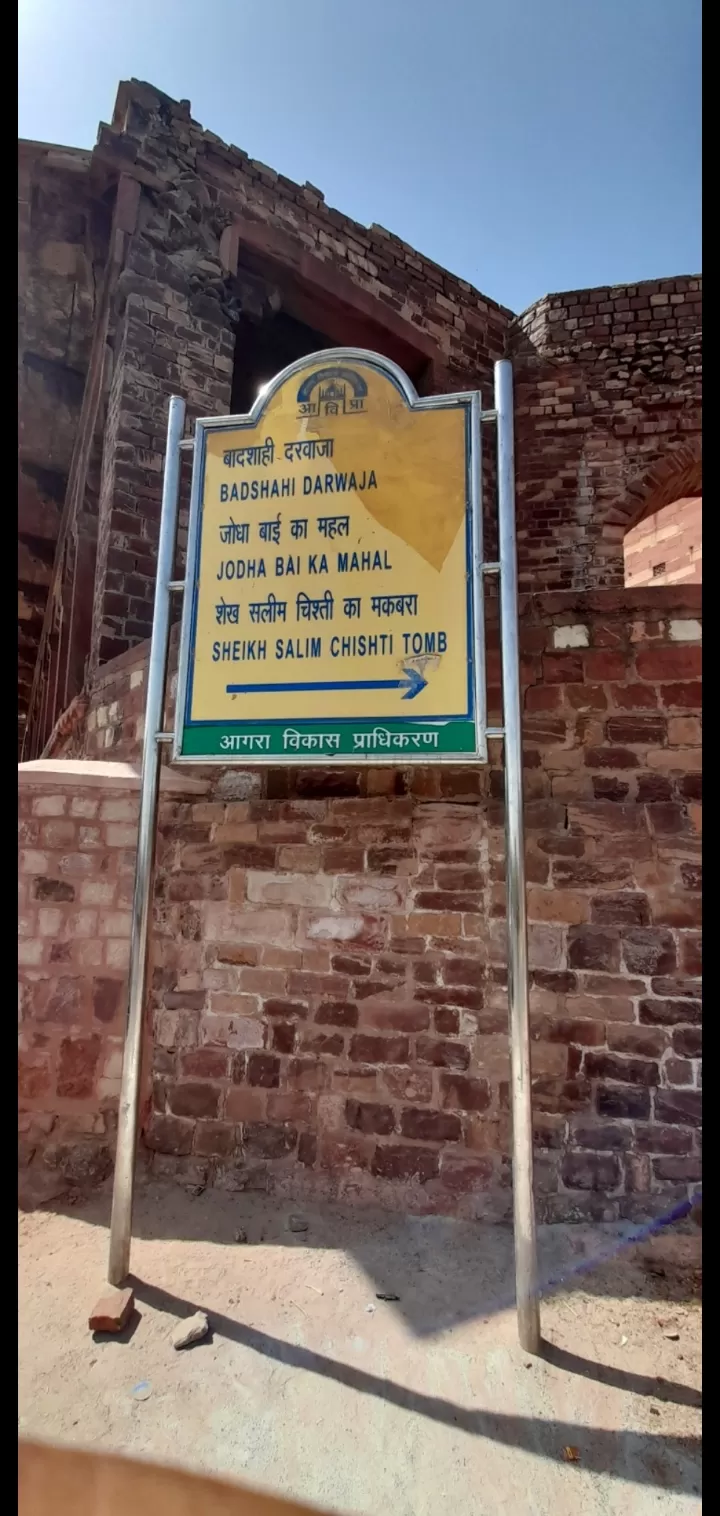 आ वि प्रा
बादशाही दरवाजा
BADSHAHI DARWAJA
जोधा बाई का महल
JODHA BAI KA MAHAL
शेख सलीम चिश्ती का मकबरा
SHEIKH SALIM CHISHTI TOMB
आगरा विकास प्राधिकरण